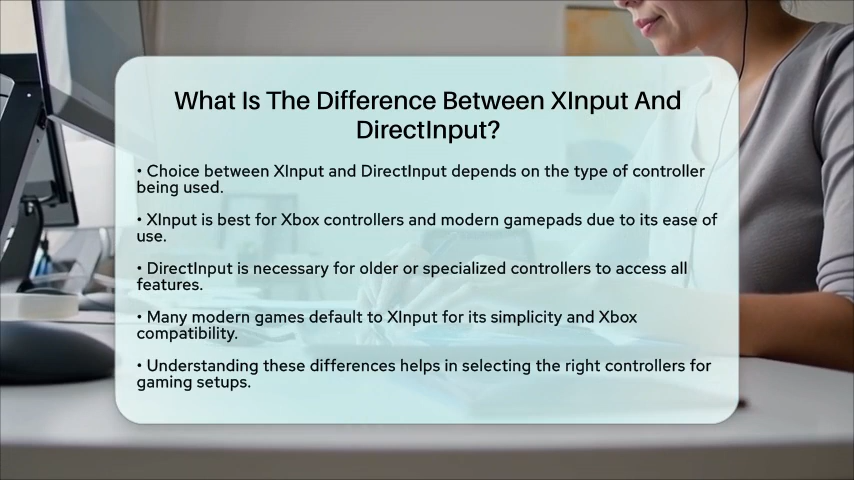 What Is The Difference Between XInput And
DirectInput?
• Choice between XInput and DirectInput depends on the type of controller
being used.
• XInput is best for Xbox controllers and modern gamepads due to its ease of
use.
• DirectInput is necessary for older or specialized controllers to access all
features.
• Many modern games default to XInput for its simplicity and Xbox
compatibility.
• Understanding these differences helps in selecting the right controllers for
gaming setups.